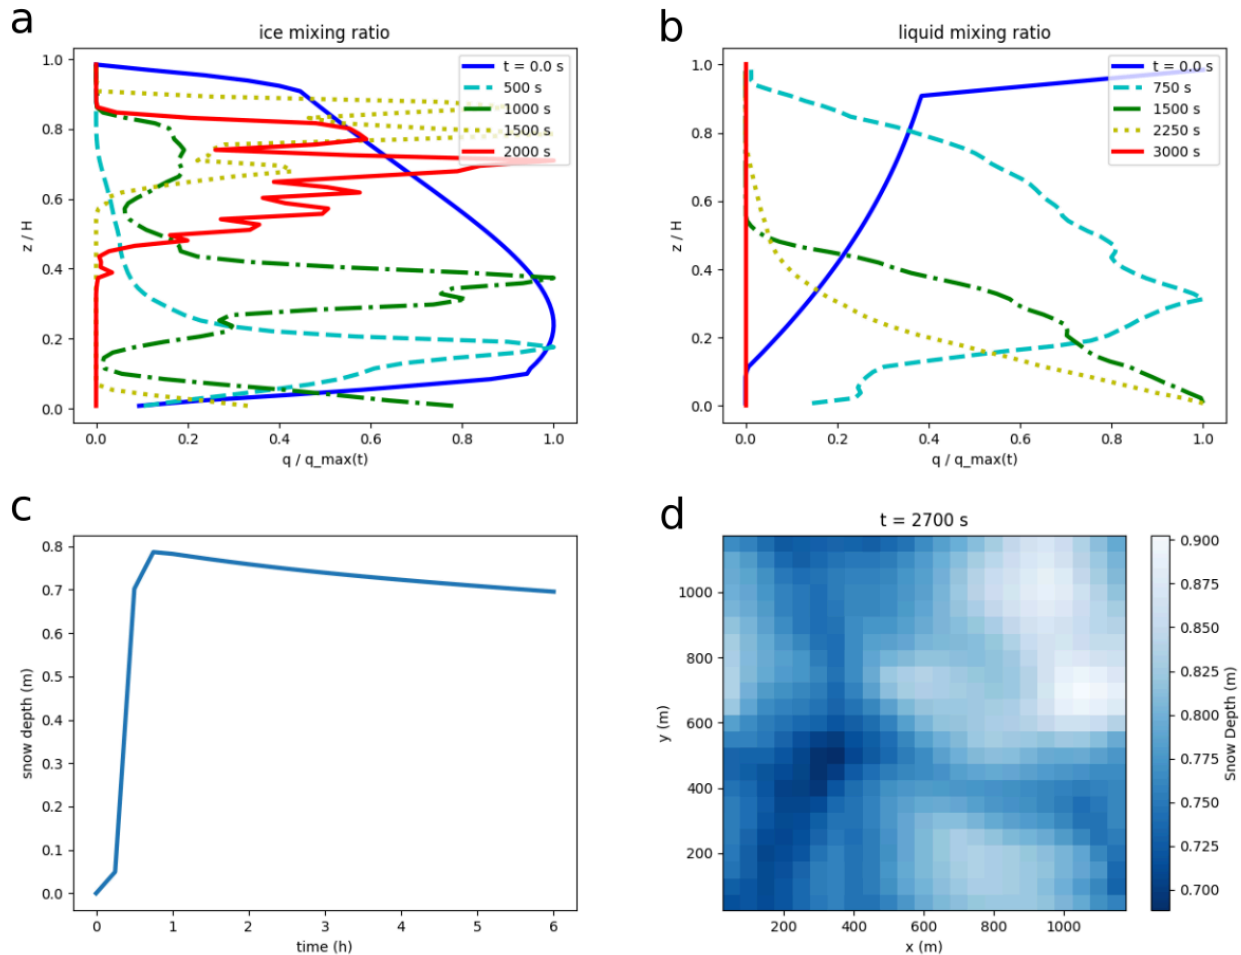 a
ice mixing ratio
t = 0.0 s
500 s
1000 s
1500 s
2000 s
1.0
0.8
0.6
0.4
0.2
0.0
z / H
0.0 0.2 0.4 0.6 0.8 1.0
q / q_max(t)
b
liquid mixing ratio
t = 0.0 s
750 s
1500 s
2250 s
3000 s
1.0
0.8
0.6
0.4
0.2
0.0
z / H
0.0 0.2 0.4 0.6 0.8 1.0
q / q_max(t)
c
0.8
0.7
0.6
0.5
0.4
0.3
0.2
0.1
0.0
snow depth (m)
0 1 2 3 4 5 6
time (h)
d
t = 2700 s
1000
800
600
400
200
y (m)
200 400 600 800 1000
x (m)
0.900
0.875
0.850
0.825
0.800
0.775
0.750
0.725
0.700
Snow Depth (m)